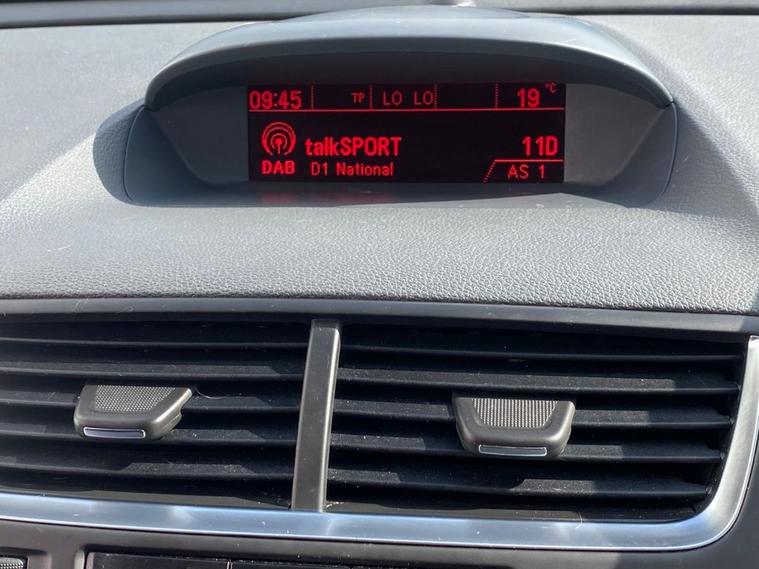 09:45 TP LO LO 19 °C
talkSPORT 11D
DAB D1 National AS 1